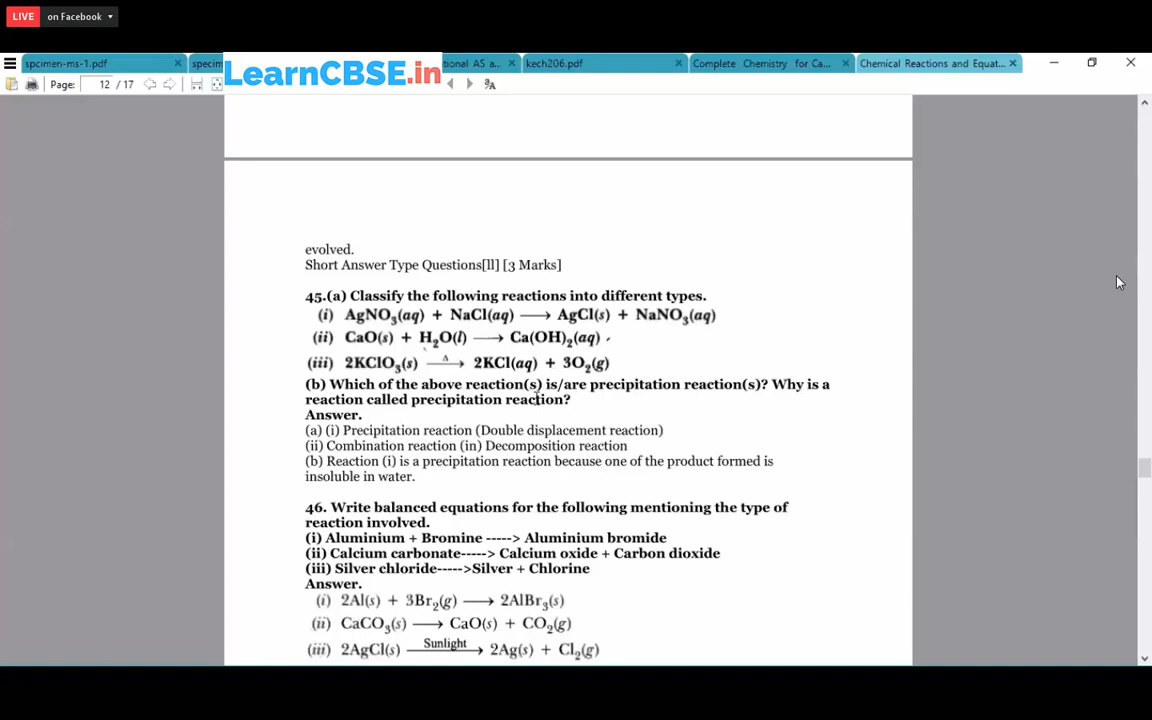 LIVE on Facebook
spcimen-ms-1.pdf specim LearnCBSE.in tional AS a... kech206.pdf Complete Chemistry for Ca... Chemical Reactions and Equat...
Page: 12 / 17
evolved.
Short Answer Type Questions[ll] [3 Marks]
45.(a) Classify the following reactions into different types.
(i) AgNO₃(aq) + NaCl(aq) ⟶ AgCl(s) + NaNO₃(aq)
(ii) CaO(s) + H₂O(l) ⟶ Ca(OH)₂(aq)
(iii) 2KClO₃(s) —Δ→ 2KCl(aq) + 3O₂(g)
(b) Which of the above reaction(s) is/are precipitation reaction(s)? Why is a
reaction called precipitation reaction?
Answer.
(a) (i) Precipitation reaction (Double displacement reaction)
(ii) Combination reaction (in) Decomposition reaction
(b) Reaction (i) is a precipitation reaction because one of the product formed is
insoluble in water.
46. Write balanced equations for the following mentioning the type of
reaction involved.
(i) Aluminium + Bromine -----> Aluminium bromide
(ii) Calcium carbonate-----> Calcium oxide + Carbon dioxide
(iii) Silver chloride----->Silver + Chlorine
Answer.
(i) 2Al(s) + 3Br₂(g) ⟶ 2AlBr₃(s)
(ii) CaCO₃(s) ⟶ CaO(s) + CO₂(g)
(iii) 2AgCl(s) —Sunlight→ 2Ag(s) + Cl₂(g)